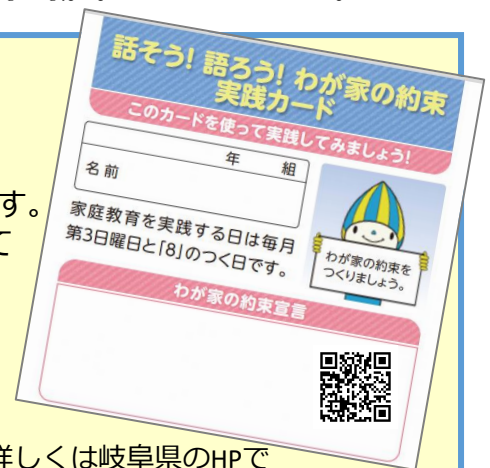 話そう! 語ろう! わが家の約束
実践カード
このカードを使って実践してみましょう!
年 組
名前
す。
て
家庭教育を実践する日は毎月
第3日曜日と「8」のつく日です。
わが家の約束を
つくりましょう。
わが家の約束宣言
詳しくは岐阜県のHPで